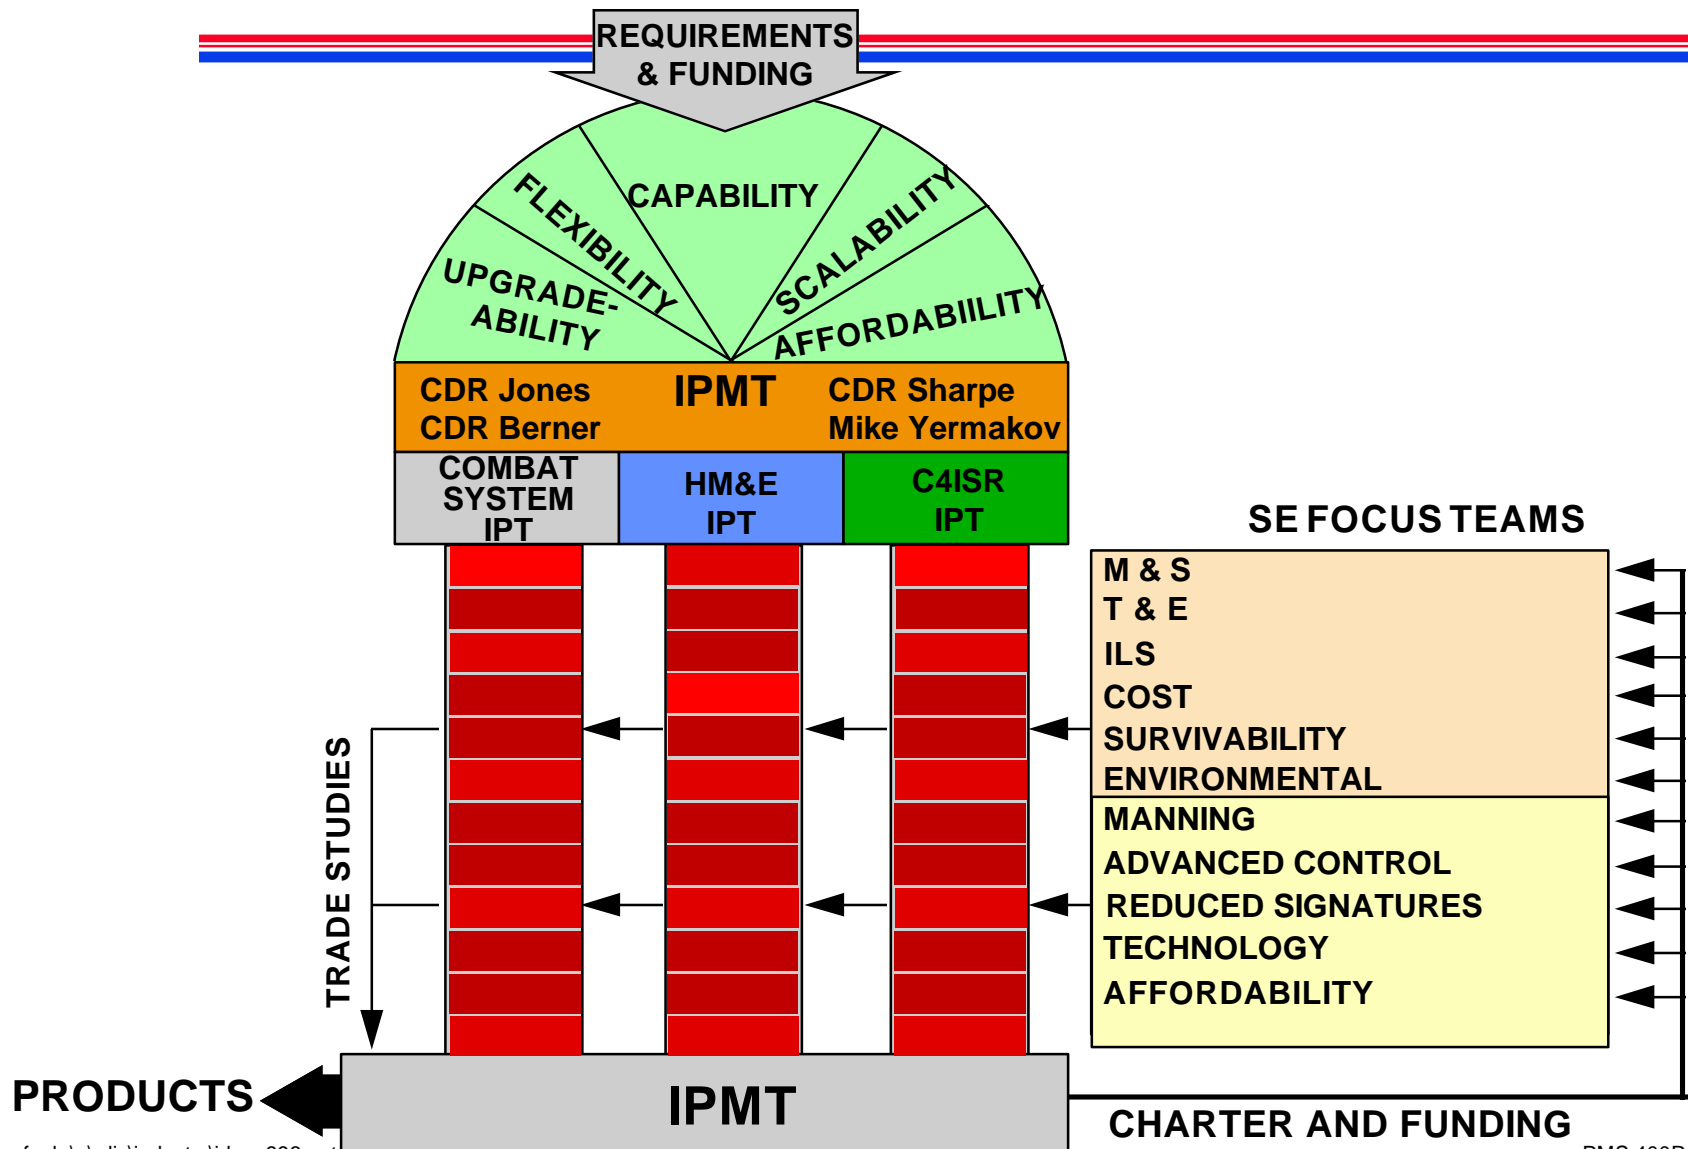 REQUIREMENTS
& FUNDING
CAPABILITY
FLEXIBILITY
SCALABILITY
UPGRADE-
ABILITY
AFFORDABIILITY
CDR Jones
IPMT
CDR Sharpe
CDR Berner
Mike Yermakov
COMBAT
SYSTEM
IPT
HM&E
IPT
C4ISR
IPT
SE FOCUS TEAMS
M & S
T & E
ILS
COST
SURVIVABILITY
ENVIRONMENTAL
MANNING
ADVANCED CONTROL
REDUCED SIGNATURES
TECHNOLOGY
AFFORDABILITY
TRADE STUDIES
PRODUCTS
IPMT
CHARTER AND FUNDING